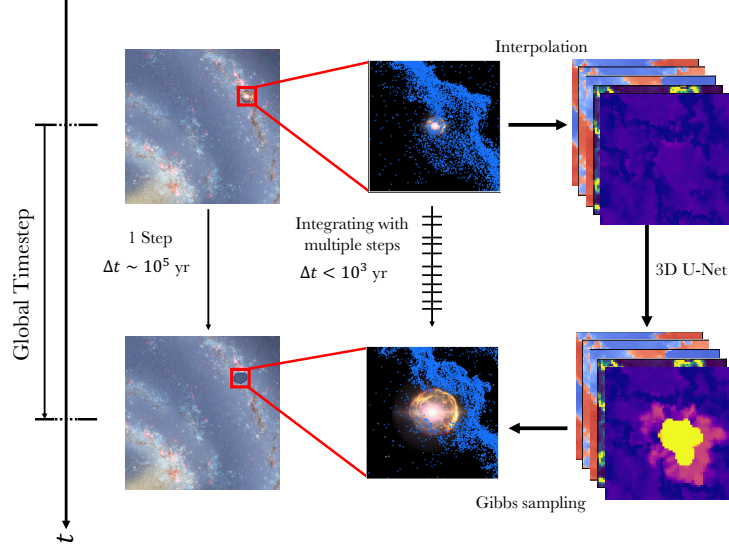 Interpolation
Global Timestep
1 Step
Δt ~ 10⁵ yr
Integrating with
multiple steps
Δt < 10³ yr
3D U-Net
Gibbs sampling
t